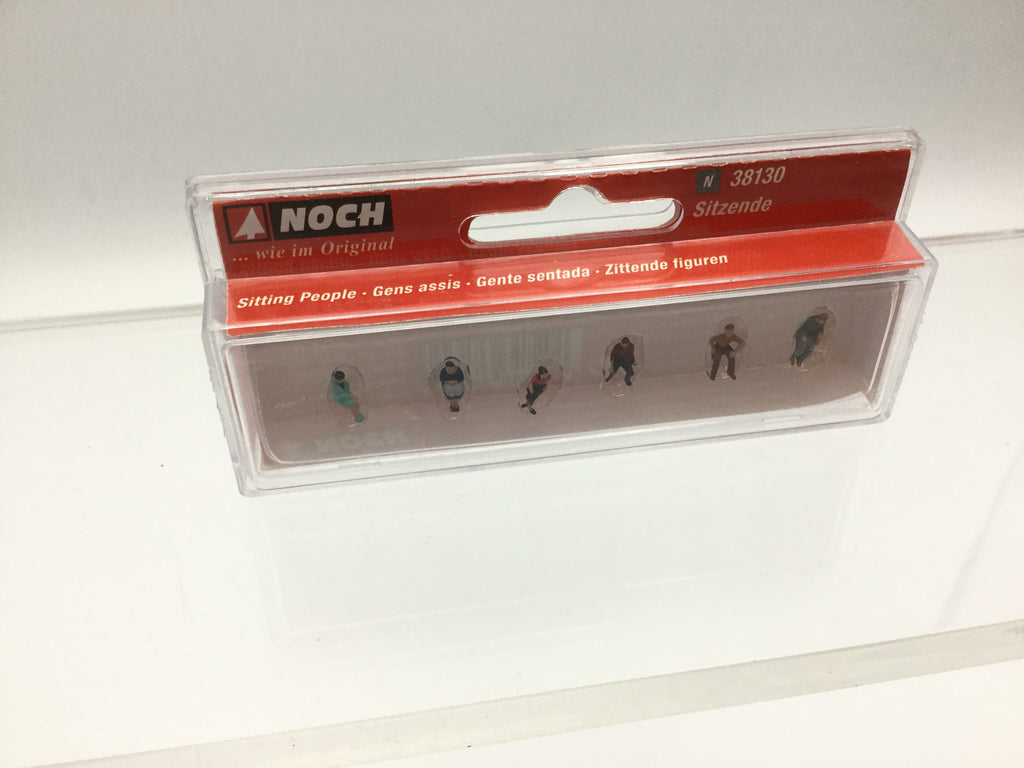 NOCH
... wie im Original
N 38130
Sitzende
Sitting People · Gens assis · Gente sentada · Zittende figuren